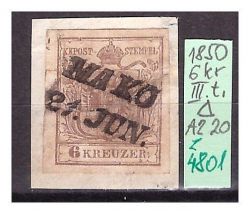 K.K.POST-STEMPEL
MAKO
21. JUN.
6 KREUZER
1850
6 kr
III. t.
Δ
A2 20
4801